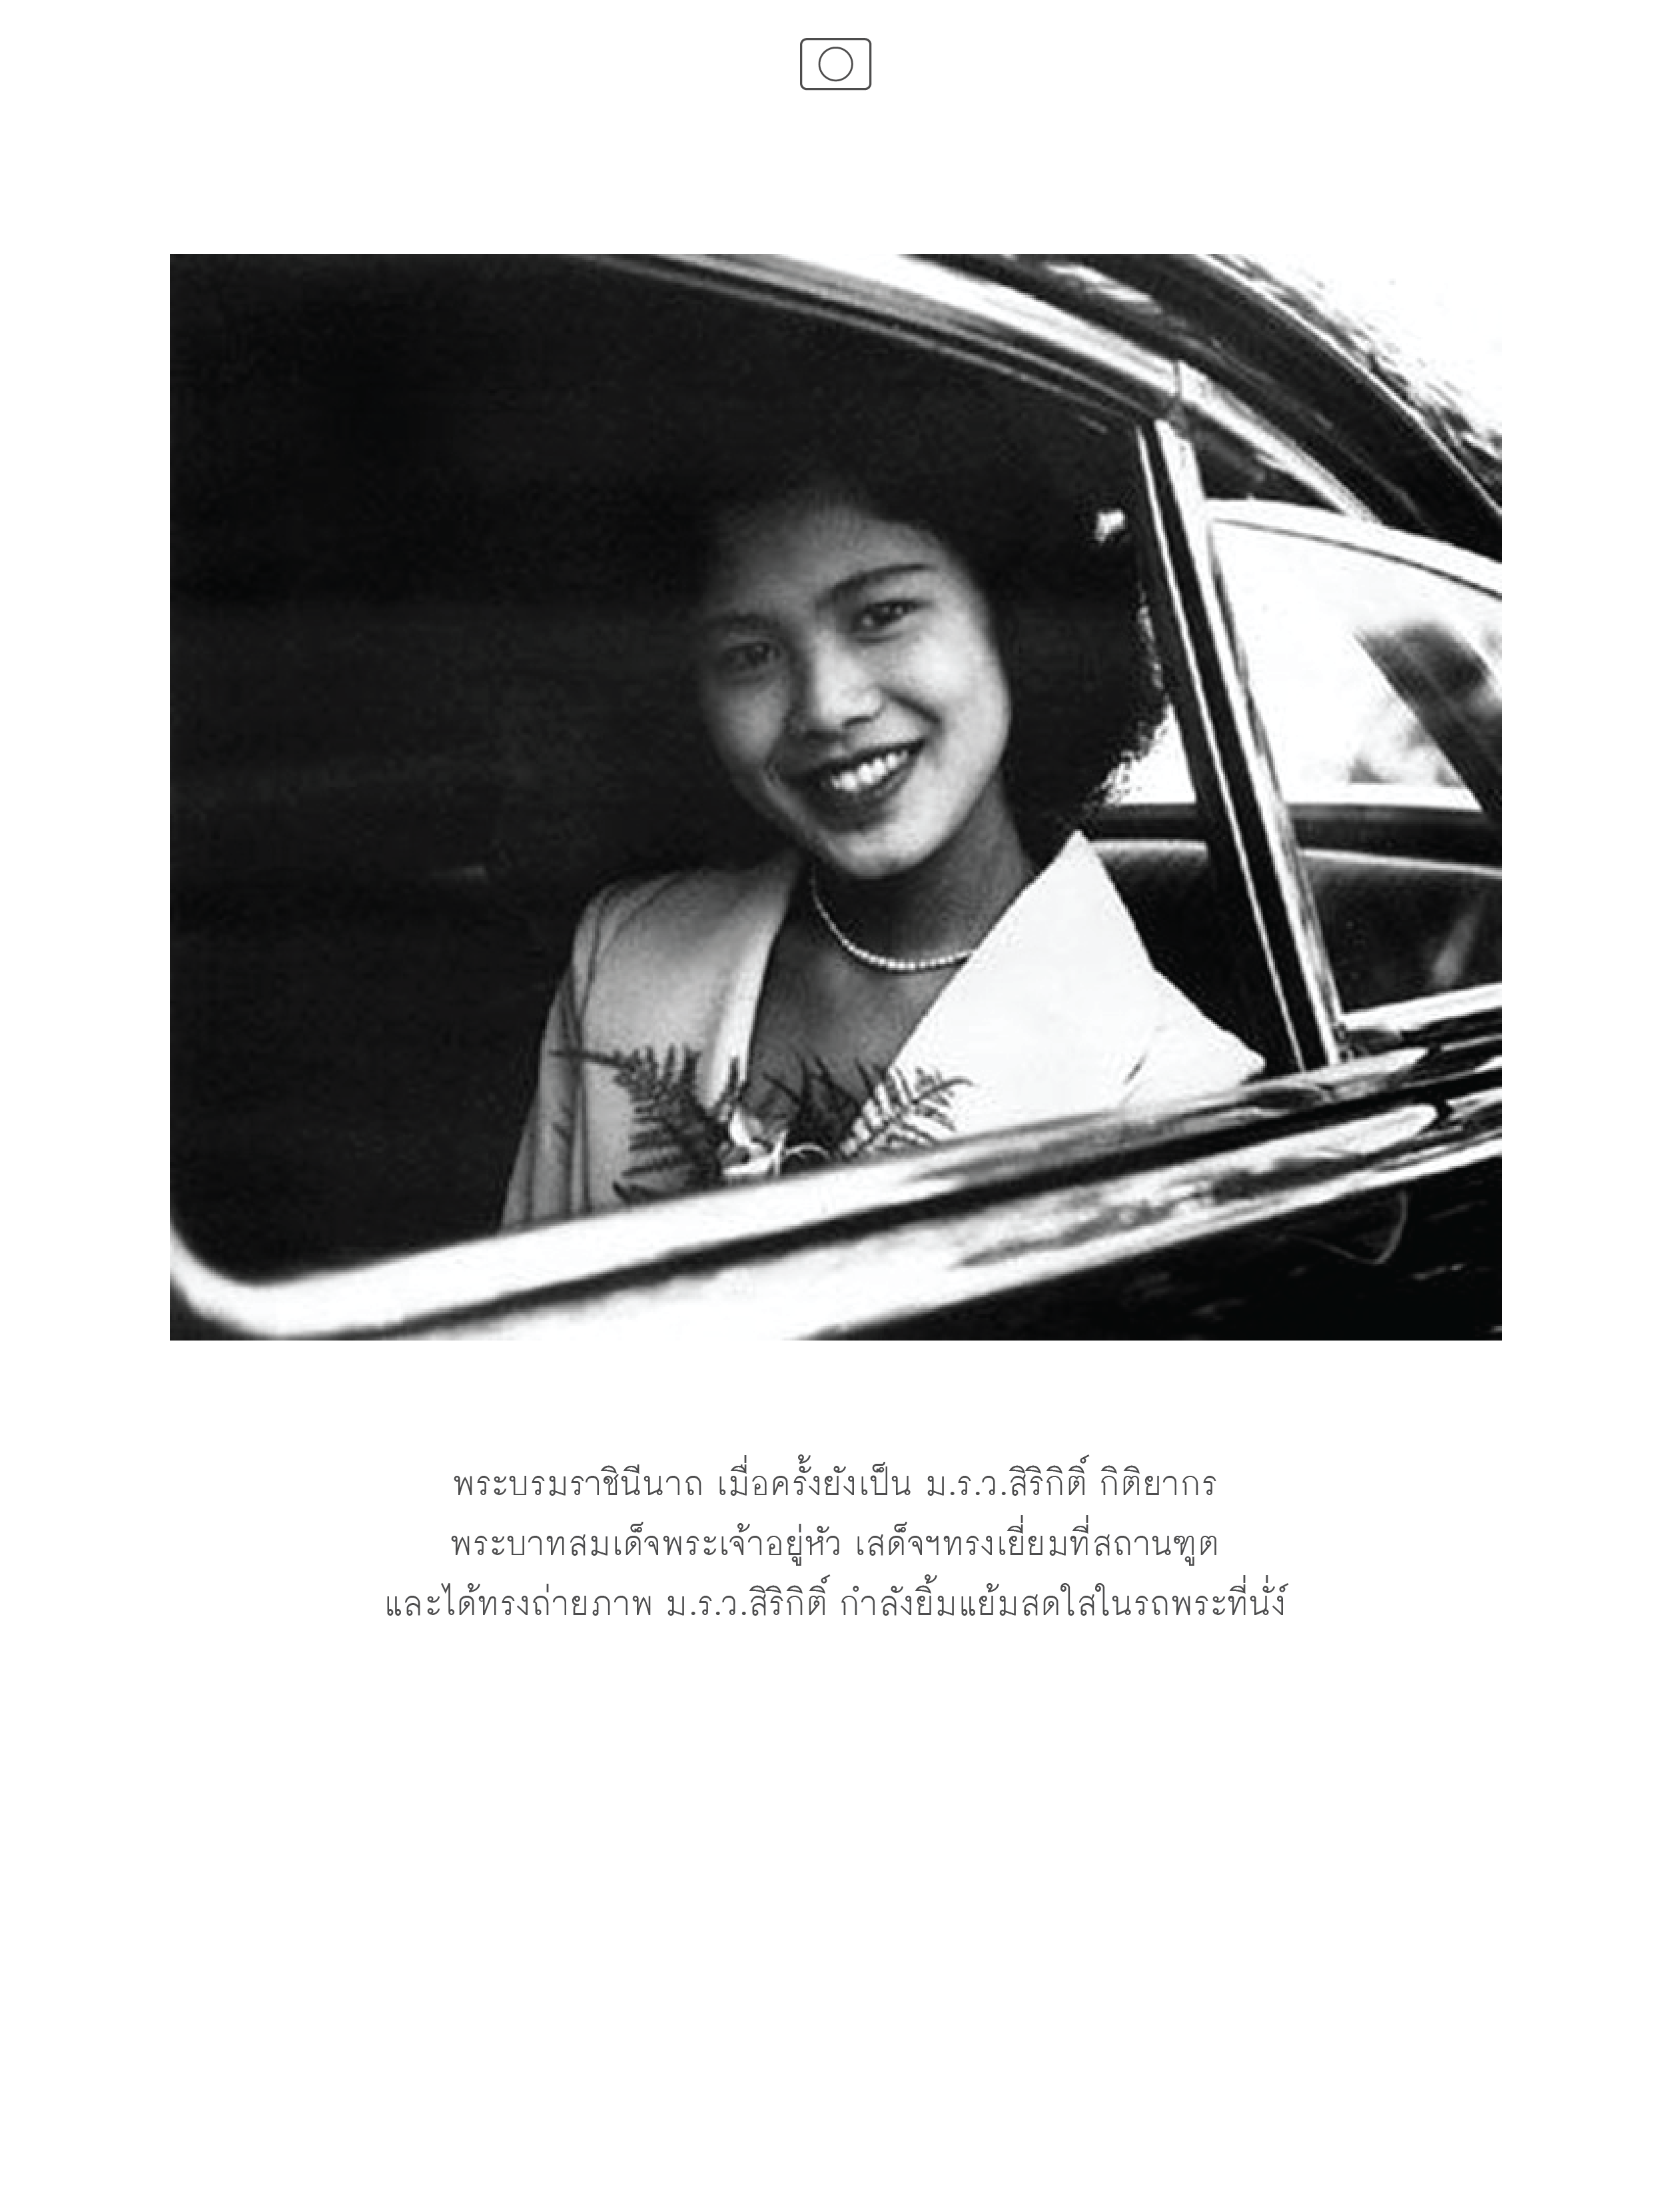 พระบรมราชินีนาถ เมื่อครั้งยังเป็น ม.ร.ว.สิริกิติ์ กิติยากร
พระบาทสมเด็จพระเจ้าอยู่หัว เสด็จฯทรงเยี่ยมที่สถานฑูต
และได้ทรงถ่ายภาพ ม.ร.ว.สิริกิติ์ กำลังยิ้มแย้มสดใสในรถพระที่นั่ง์